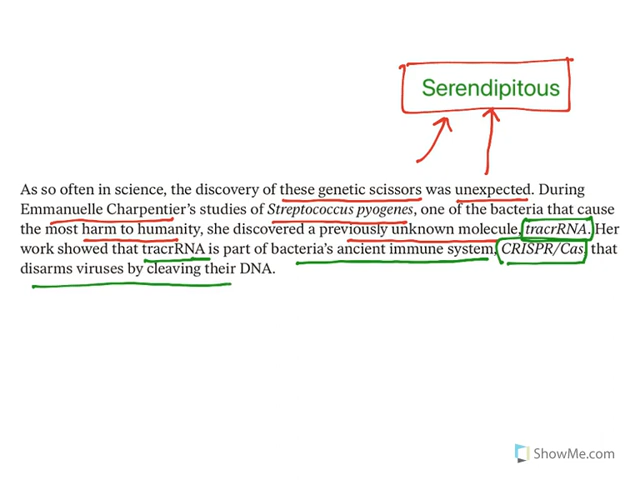 Serendipitous
As so often in science, the discovery of these genetic scissors was unexpected. During
Emmanuelle Charpentier's studies of Streptococcus pyogenes, one of the bacteria that cause
the most harm to humanity, she discovered a previously unknown molecule, tracrRNA. Her
work showed that tracrRNA is part of bacteria's ancient immune system, CRISPR/Cas, that
disarms viruses by cleaving their DNA.
ShowMe.com